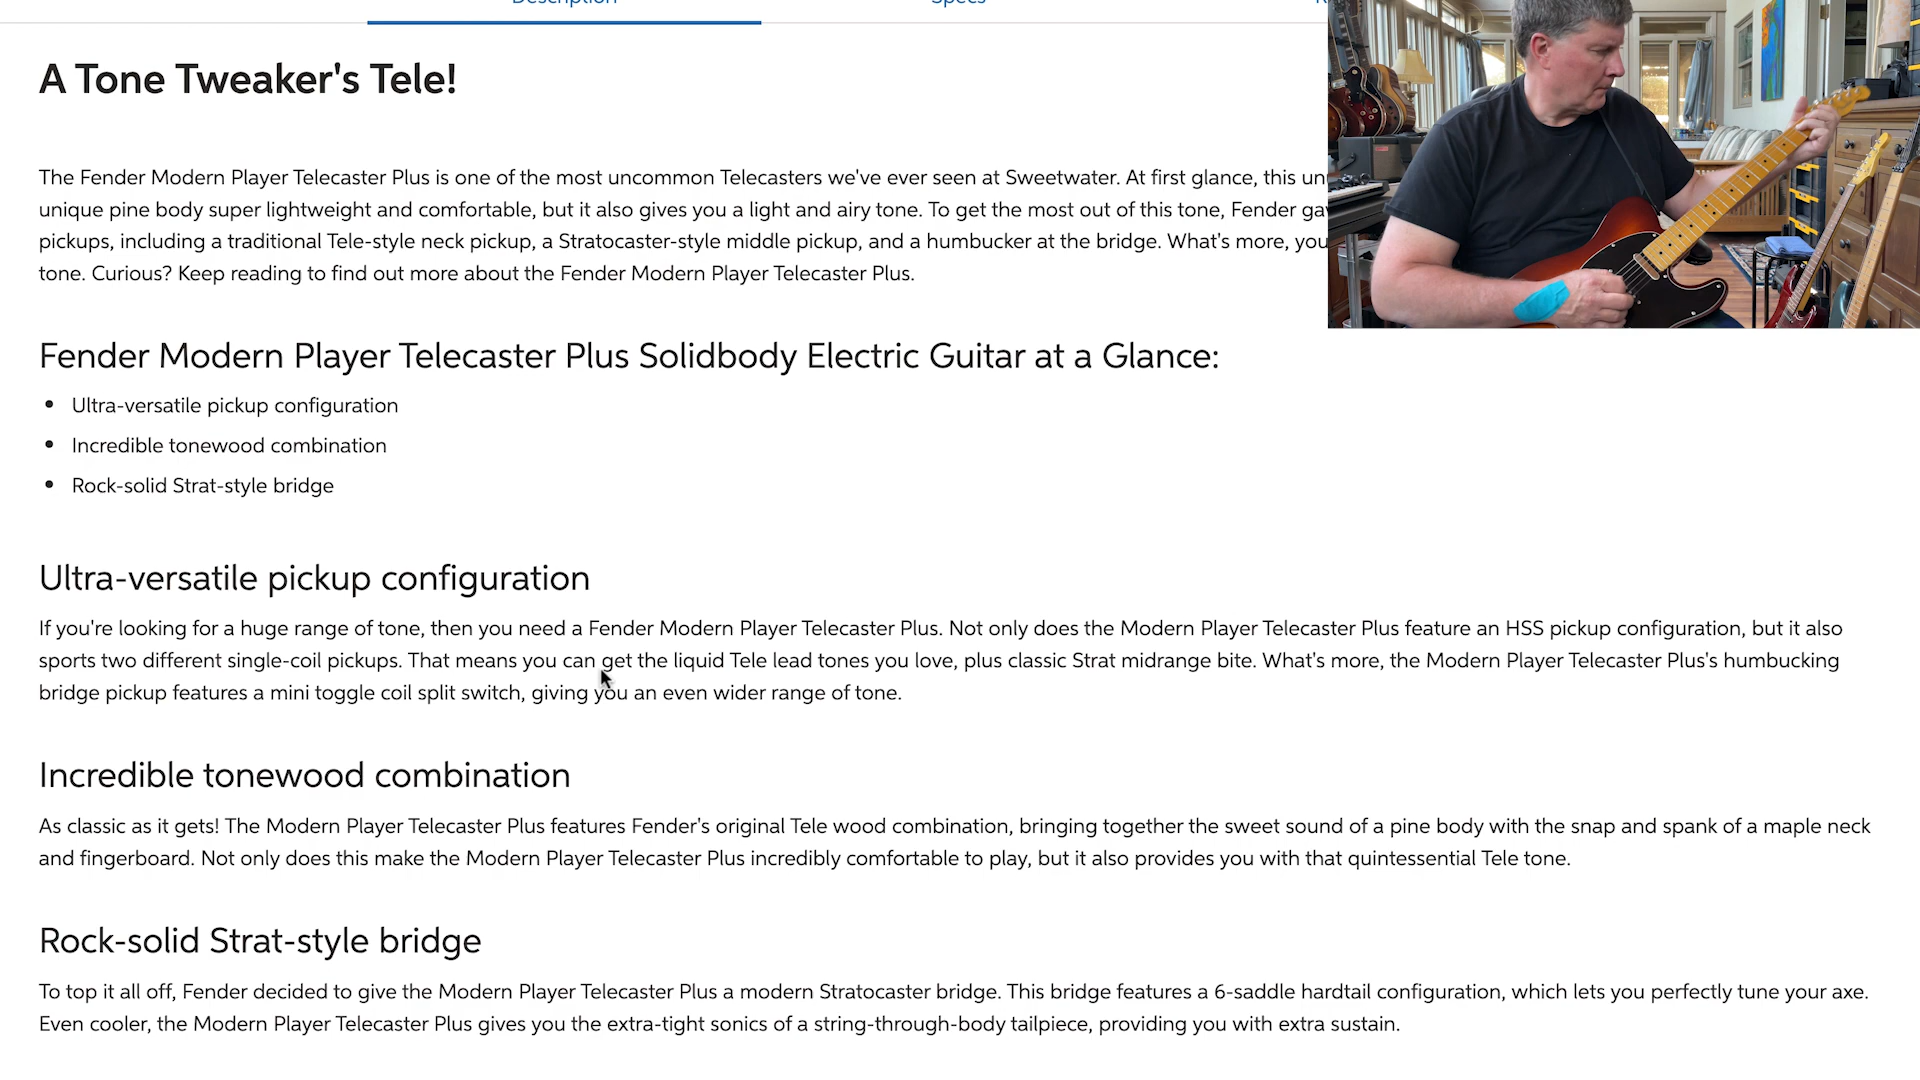 Description Specs
A Tone Tweaker's Tele!
The Fender Modern Player Telecaster Plus is one of the most uncommon Telecasters we've ever seen at Sweetwater. At first glance, this
unique pine body super lightweight and comfortable, but it also gives you a light and airy tone. To get the most out of this tone, Fender
pickups, including a traditional Tele-style neck pickup, a Stratocaster-style middle pickup, and a humbucker at the bridge. What's more, you
tone. Curious? Keep reading to find out more about the Fender Modern Player Telecaster Plus.
Fender Modern Player Telecaster Plus Solidbody Electric Guitar at a Glance:
• Ultra-versatile pickup configuration
• Incredible tonewood combination
• Rock-solid Strat-style bridge
Ultra-versatile pickup configuration
If you're looking for a huge range of tone, then you need a Fender Modern Player Telecaster Plus. Not only does the Modern Player Telecaster Plus feature an HSS pickup configuration, but it also
sports two different single-coil pickups. That means you can get the liquid Tele lead tones you love, plus classic Strat midrange bite. What's more, the Modern Player Telecaster Plus's humbucking
bridge pickup features a mini toggle coil split switch, giving you an even wider range of tone.
Incredible tonewood combination
As classic as it gets! The Modern Player Telecaster Plus features Fender's original Tele wood combination, bringing together the sweet sound of a pine body with the snap and spank of a maple neck
and fingerboard. Not only does this make the Modern Player Telecaster Plus incredibly comfortable to play, but it also provides you with that quintessential Tele tone.
Rock-solid Strat-style bridge
To top it all off, Fender decided to give the Modern Player Telecaster Plus a modern Stratocaster bridge. This bridge features a 6-saddle hardtail configuration, which lets you perfectly tune your axe.
Even cooler, the Modern Player Telecaster Plus gives you the extra-tight sonics of a string-through-body tailpiece, providing you with extra sustain.